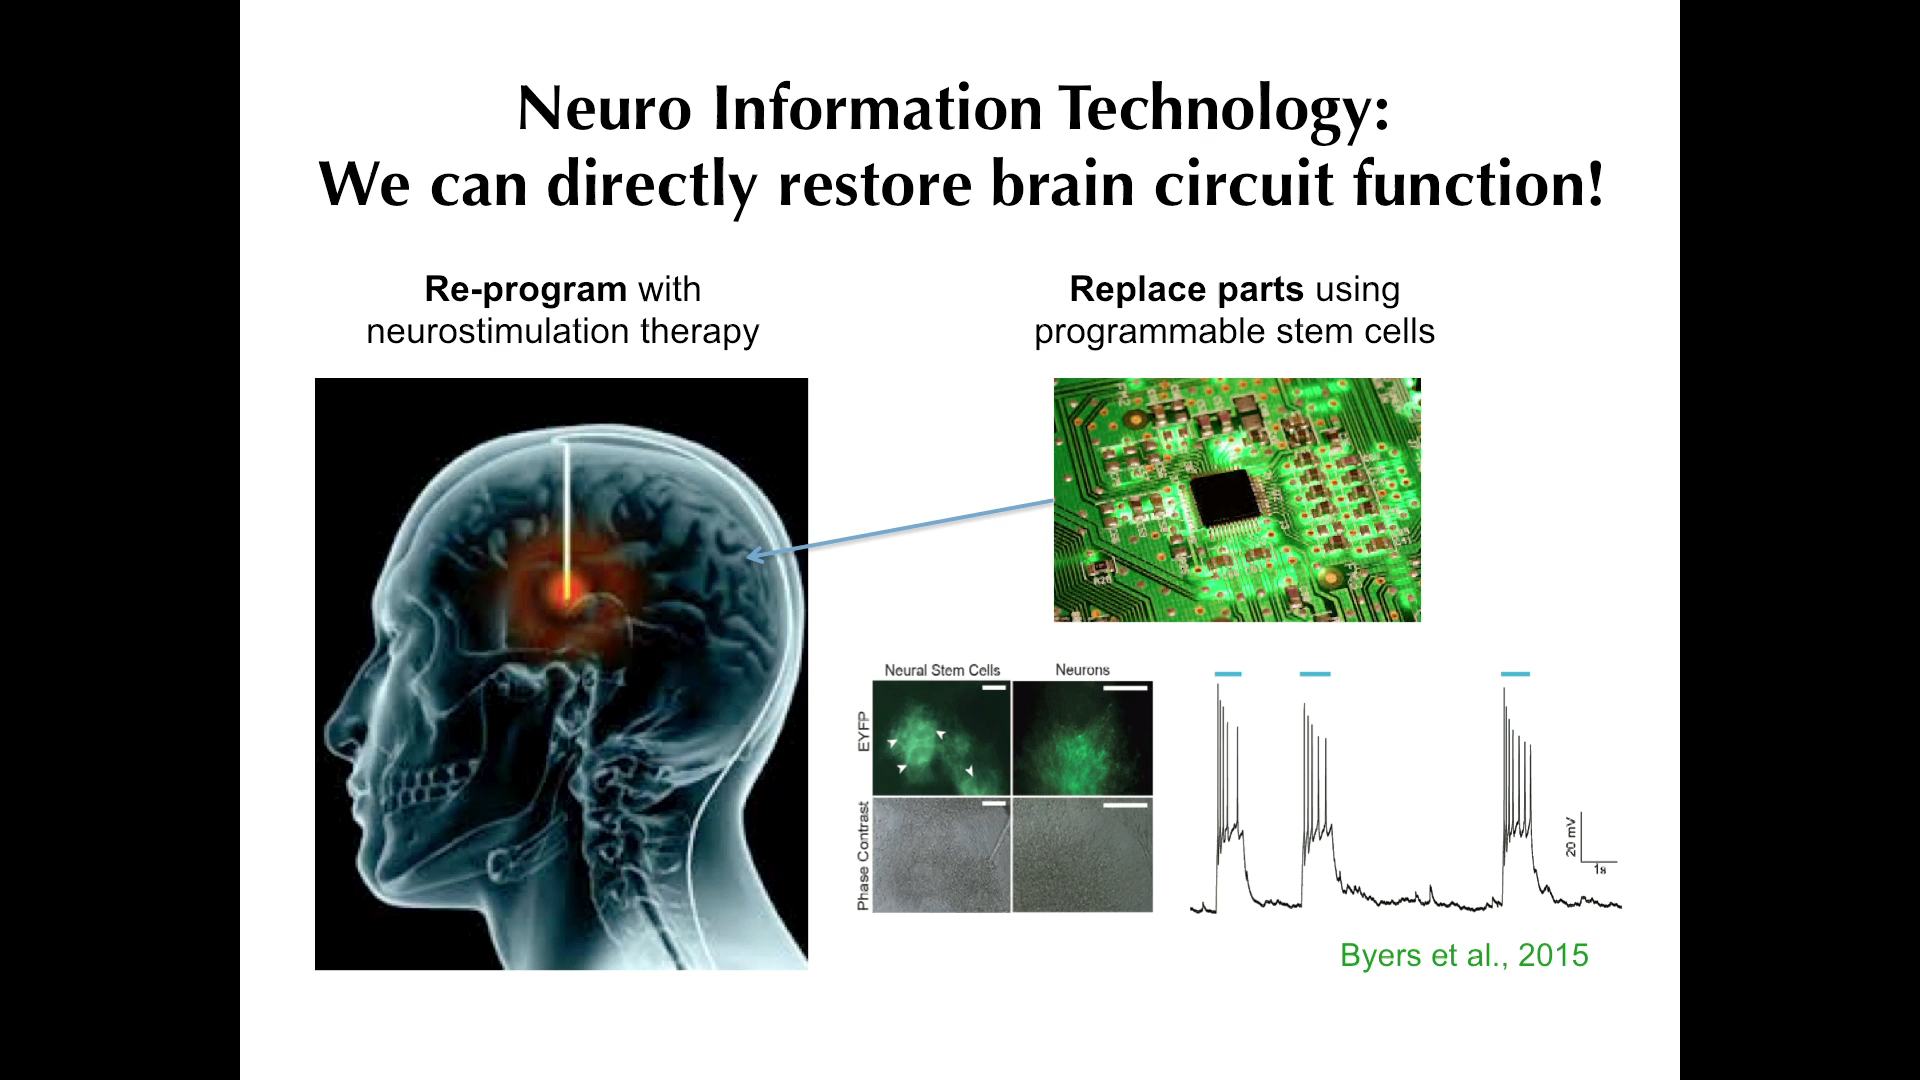 Neuro Information Technology:
We can directly restore brain circuit function!
Re-program with
neurostimulation therapy
Replace parts using
programmable stem cells
Neural Stem Cells
Neurons
EYFP
Phase Contrast
20 mV
1s
Byers et al., 2015